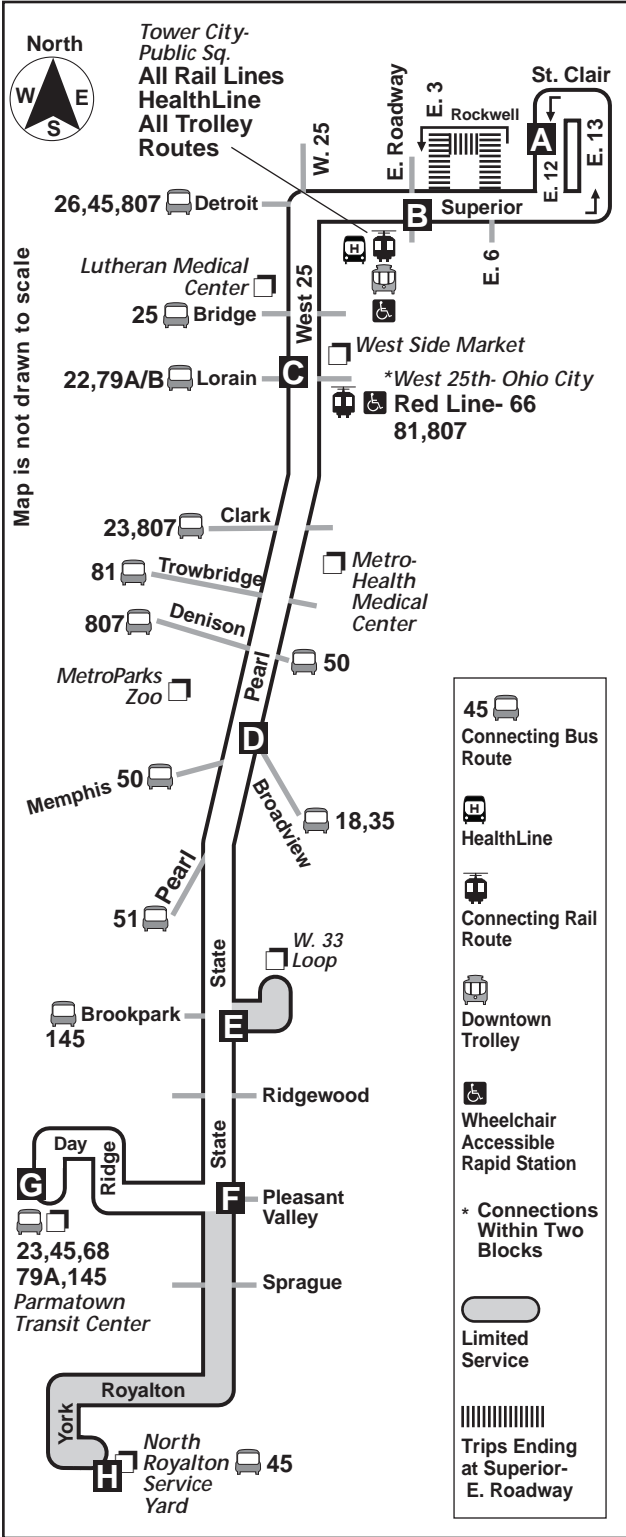 North
W E
S
Tower City-
Public Sq.
All Rail Lines
HealthLine
All Trolley
Routes
W. 25
E. Roadway
E. 3
Rockwell
St. Clair
A
E. 12
E. 13
26,45,807 Detroit
B
Superior
E. 6
H
Map is not drawn to scale
Lutheran Medical
Center
West 25
25 Bridge
West Side Market
22,79A/B Lorain
C
*West 25th- Ohio City
Red Line- 66
81,807
23,807 Clark
81 Trowbridge
Metro-
Health
Medical
Center
807 Denison
50
MetroParks
Zoo
Pearl
D
Memphis 50
Broadview
18,35
Pearl
51
State
W. 33
Loop
Brookpark
145
E
Ridgewood
State
Day
Ridge
G
F
Pleasant
Valley
23,45,68
79A,145
Parmatown
Transit Center
Sprague
Royalton
York
H
North
Royalton
Service
Yard
45
45
Connecting Bus
Route
H
HealthLine
Connecting Rail
Route
Downtown
Trolley
Wheelchair
Accessible
Rapid Station
* Connections
Within Two
Blocks
Limited
Service
Trips Ending
at Superior-
E. Roadway